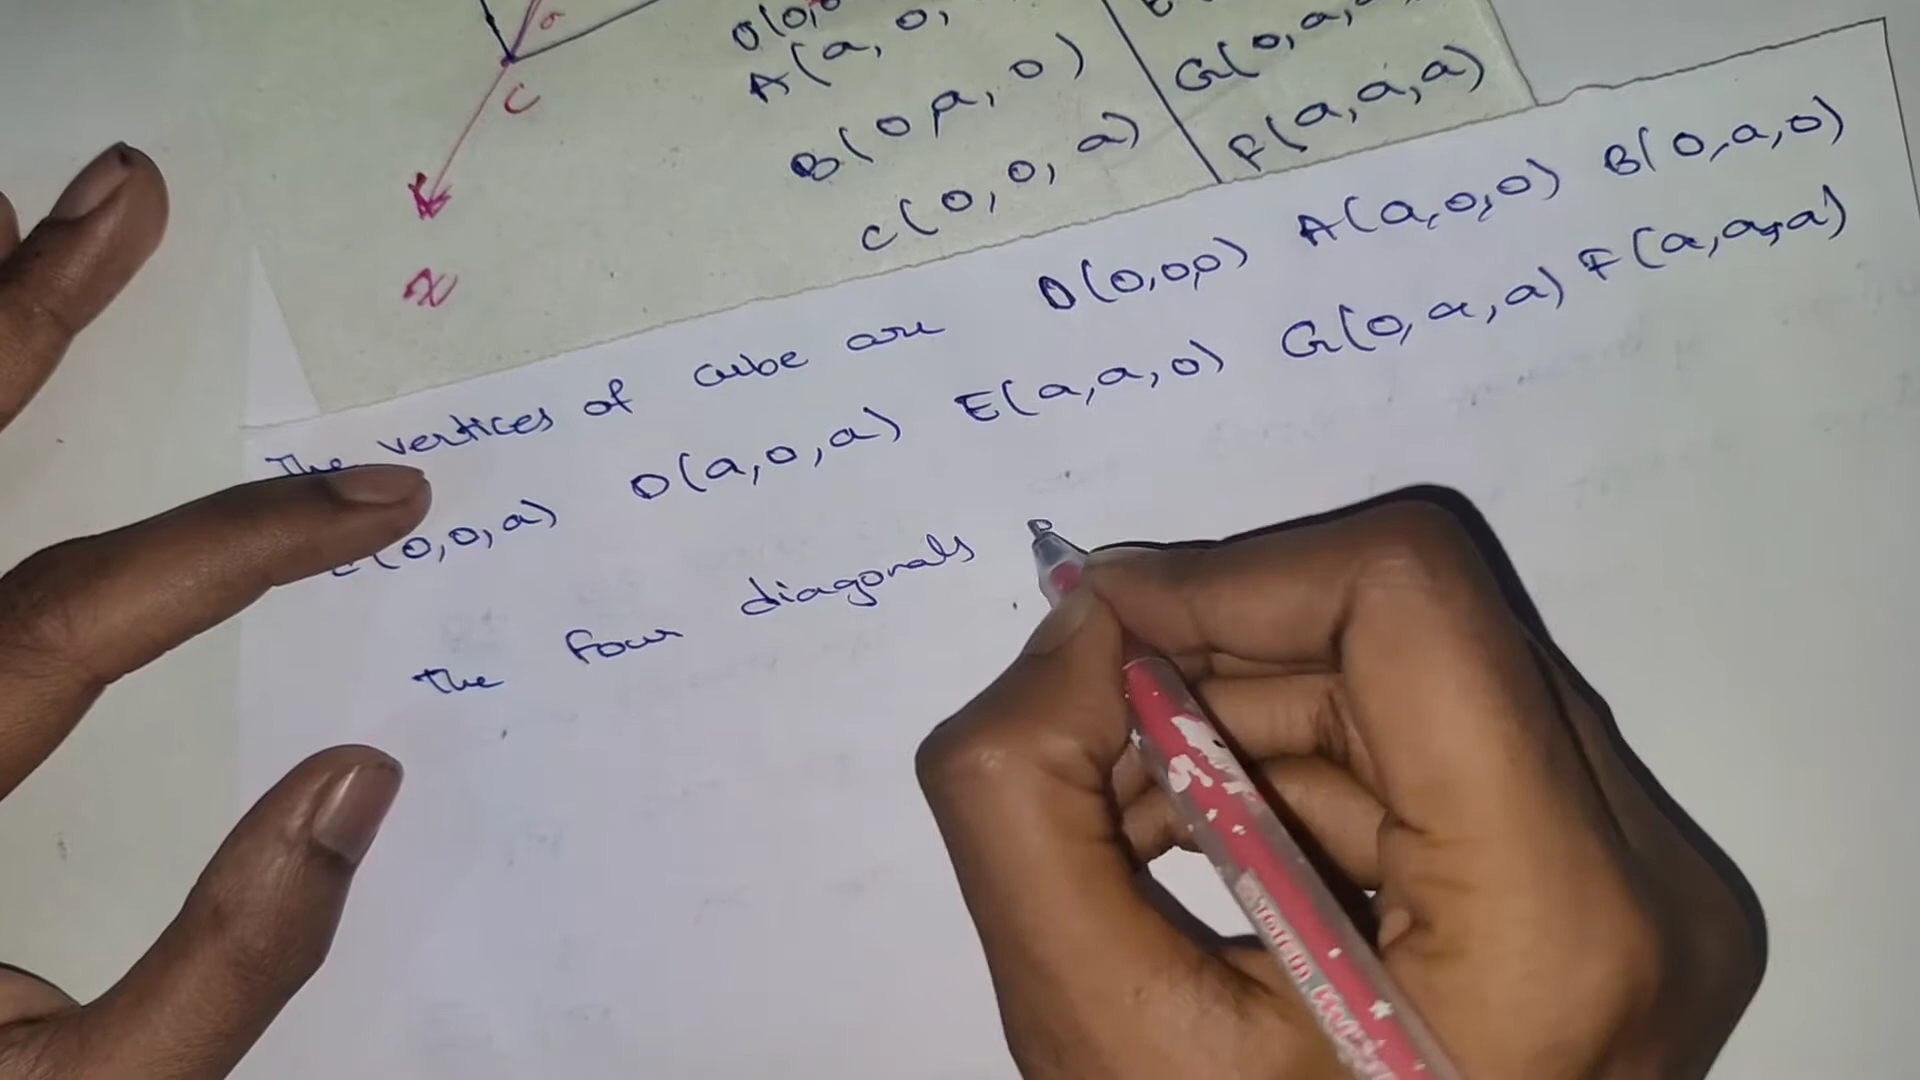 a
C
x
O(0,0
A(a, 0,
B(0,a, 0)
C(0, 0, a)
G(0, a,
F(a, a, a)
The vertices of cube are O(0,0,0) A(a,0,0) B(0,a,0)
C(0,0,a) D(a,0,a) E(a,a,0) G(0,a,a) F(a,a,a)
The four diagonals